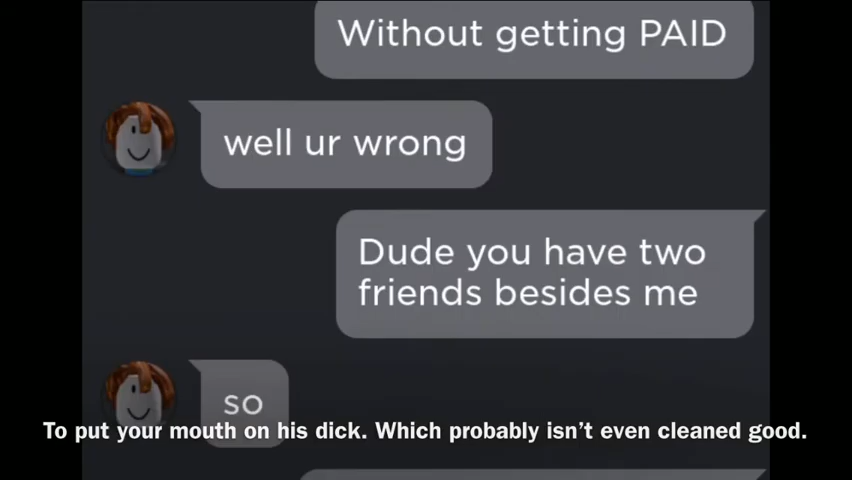 Without getting PAID
well ur wrong
Dude you have two
friends besides me
so
To put your mouth on his dick. Which probably isn't even cleaned good.